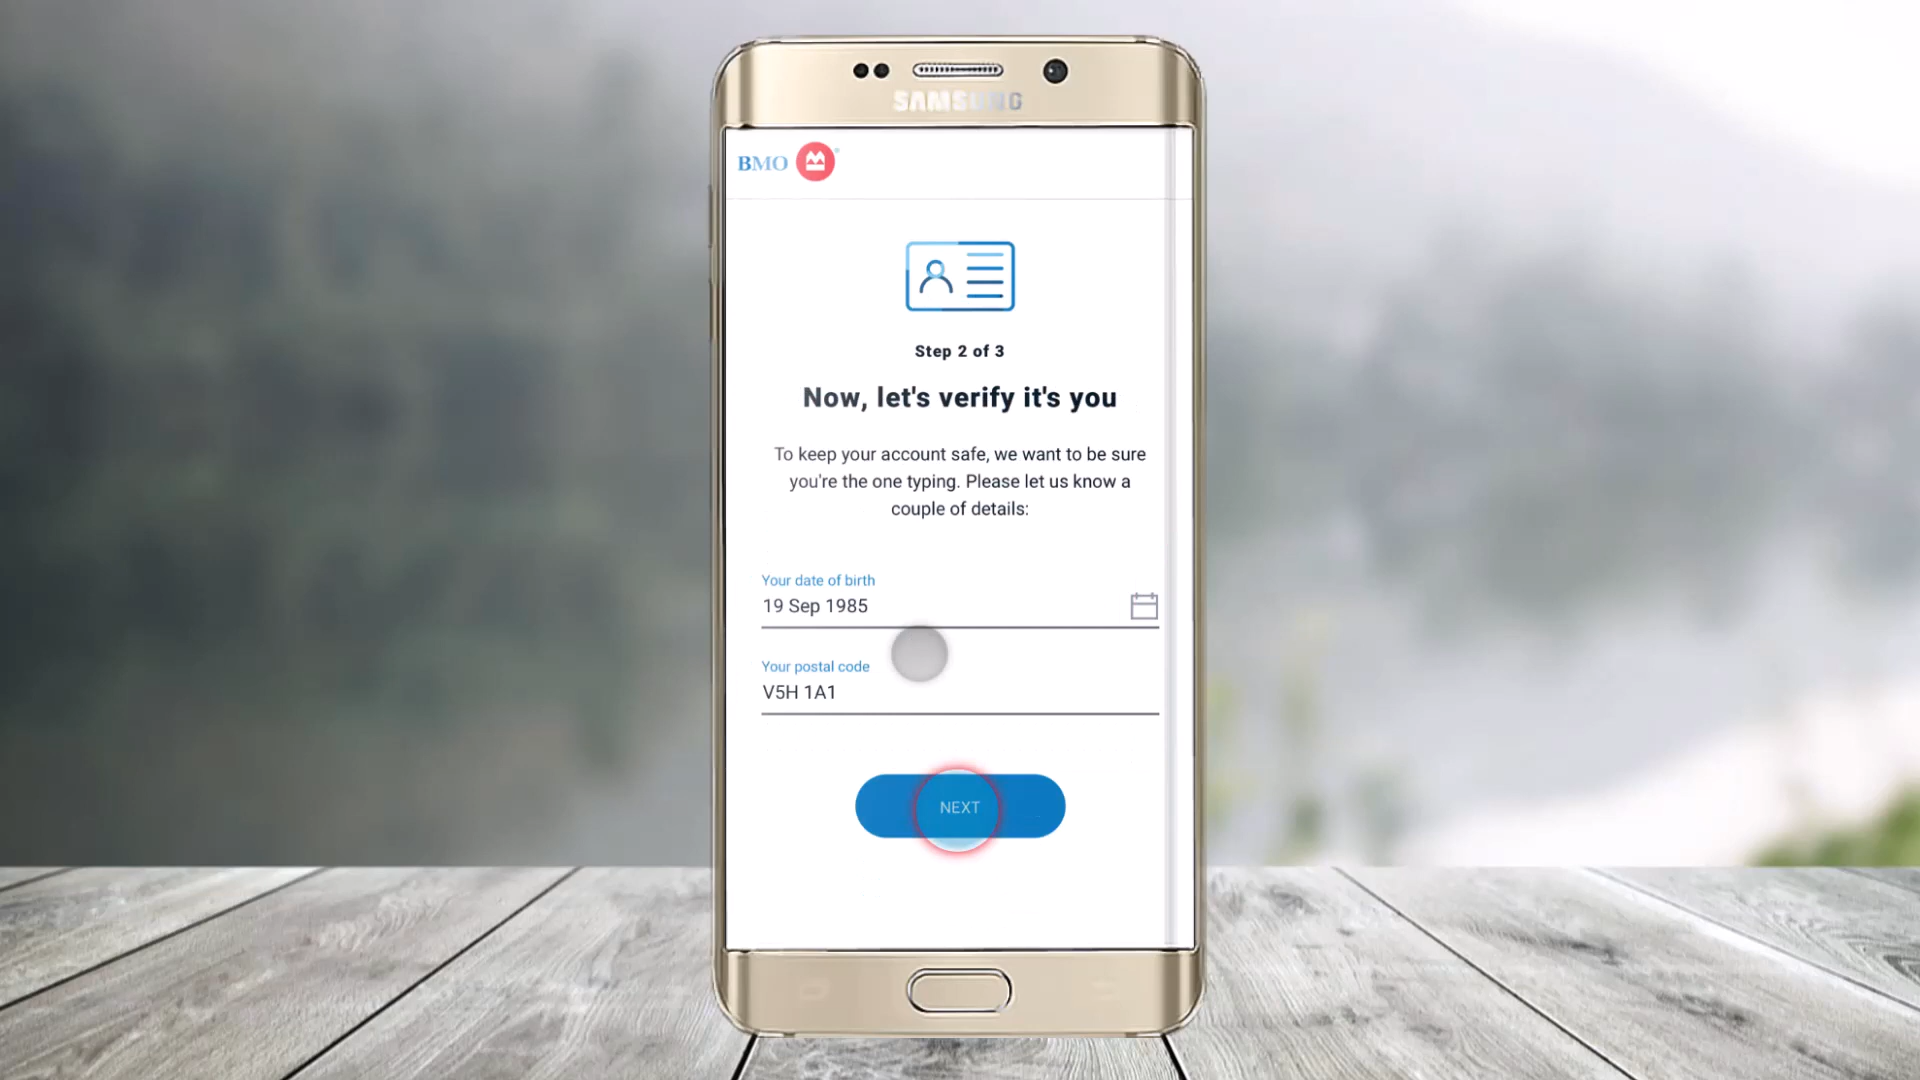 SAMSUNG
BMO
Step 2 of 3
Now, let's verify it's you
To keep your account safe, we want to be sure
you're the one typing. Please let us know a
couple of details:
Your date of birth
19 Sep 1985
Your postal code
V5H 1A1
NEXT